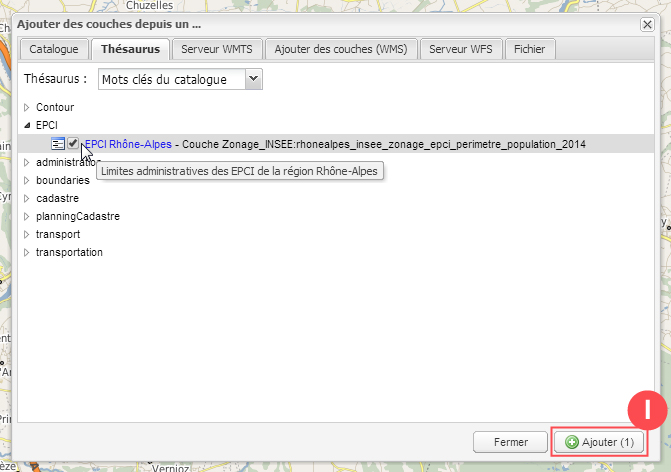 Chuzelles
Ajouter des couches depuis un ...
Catalogue Thésaurus Serveur WMTS Ajouter des couches (WMS) Serveur WFS Fichier
Thésaurus : Mots clés du catalogue
Contour
EPCI
EPCI Rhône-Alpes - Couche Zonage_INSEE:rhonealpes_insee_zonage_epci_perimetre_population_2014
administration
Limites administratives des EPCI de la région Rhône-Alpes
boundaries
cadastre
planningCadastre
transport
transportation
I
Fermer Ajouter (1)
Vernioz